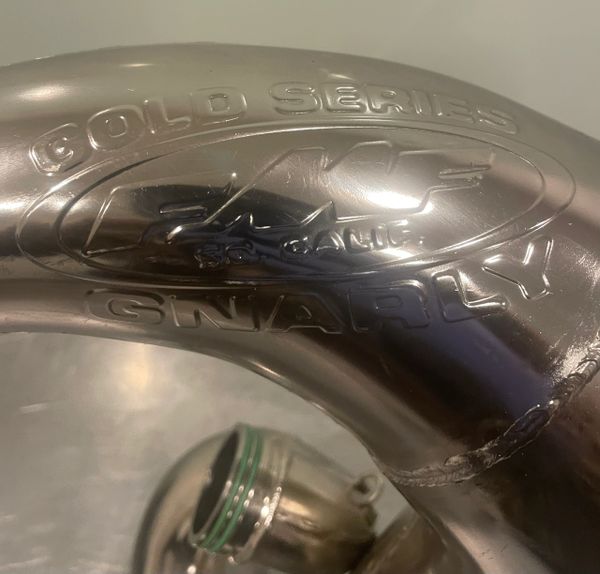 GOLD SERIES
FMF
SO. CALIF.
GNARLY